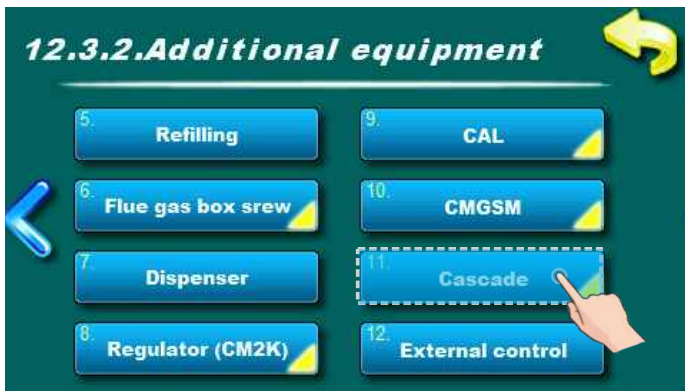 12.3.2.Additional equipment
5. Refilling
6. Flue gas box srew
7. Dispenser
8. Regulator (CM2K)
9. CAL
10. CMGSM
11. Cascade
12. External control